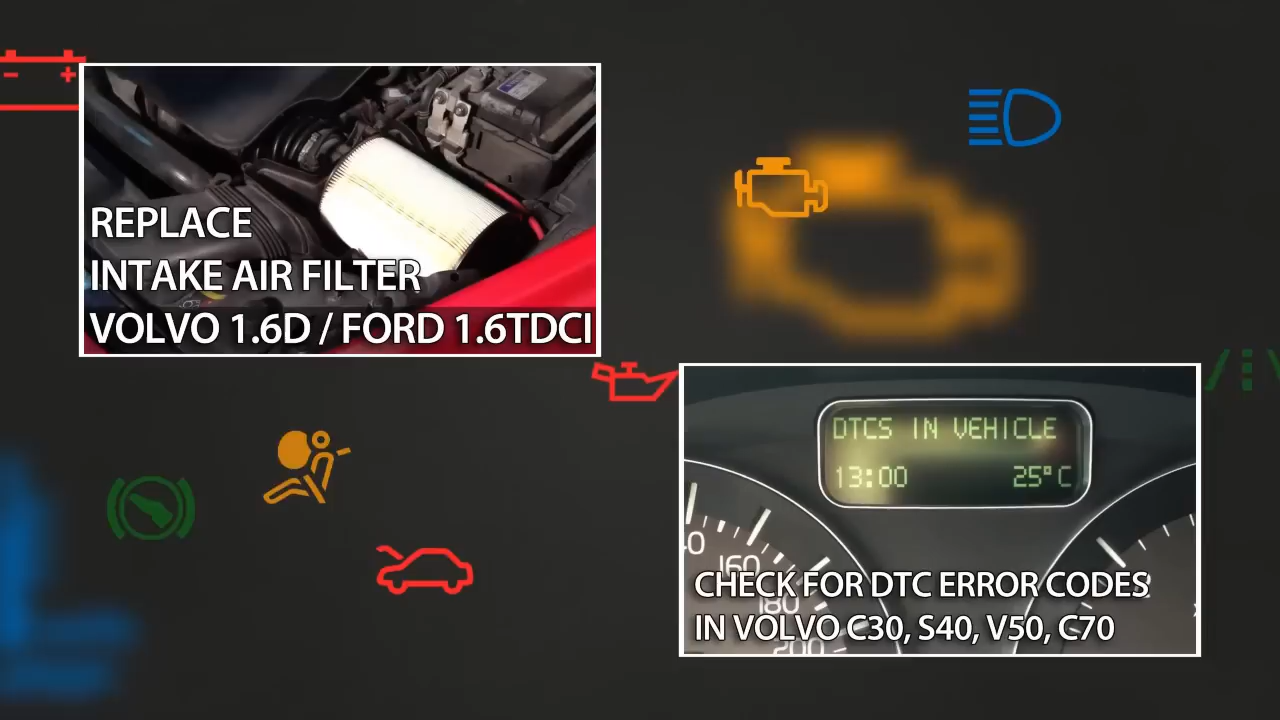 REPLACE
INTAKE AIR FILTER
VOLVO 1.6D / FORD 1.6TDCI
DTCS IN VEHICLE
13:00 25°C
160
180
200
CHECK FOR DTC ERROR CODES
IN VOLVO C30, S40, V50, C70